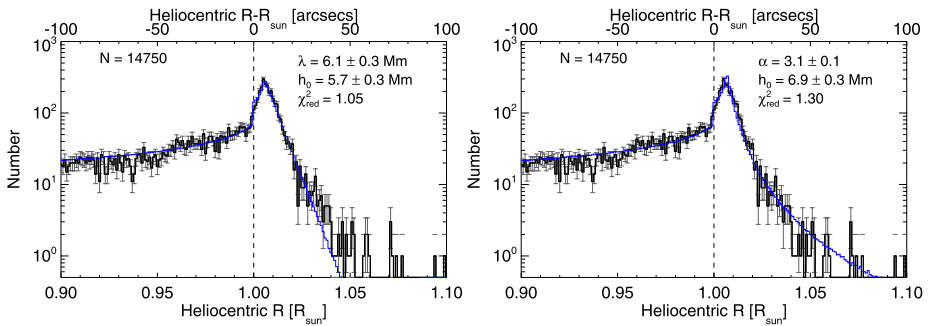 Heliocentric R-R_sun [arcsecs]
-100 -50 0 50 100
10^3
10^2
10^1
10^0
Number
N = 14750
λ = 6.1 ± 0.3 Mm
h_0 = 5.7 ± 0.3 Mm
χ^2_red = 1.05
0.90 0.95 1.00 1.05 1.10
Heliocentric R [R_sun]
Heliocentric R-R_sun [arcsecs]
-100 -50 0 50 100
10^3
10^2
10^1
10^0
Number
N = 14750
α = 3.1 ± 0.1
h_0 = 6.9 ± 0.3 Mm
χ^2_red = 1.30
0.90 0.95 1.00 1.05 1.10
Heliocentric R [R_sun]